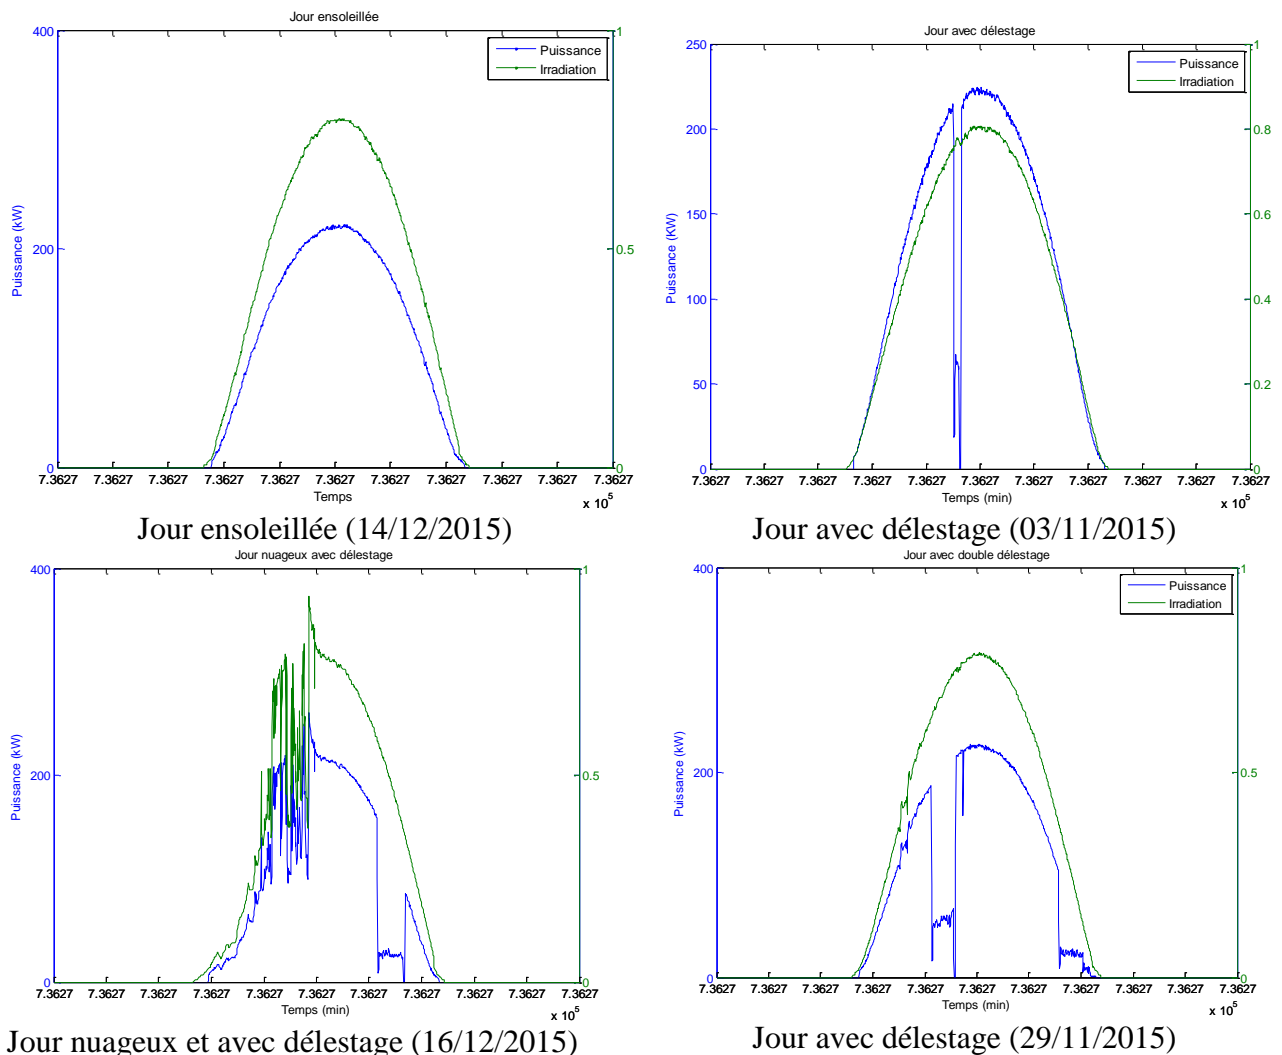 Jour ensoleillée
400
200
0
Puissance (kW)
Puissance
Irradiation
1
0.5
0
7.3627 7.3627 7.3627 7.3627 7.3627 7.3627 7.3627 7.3627 7.3627 7.3627 7.3627
Temps
x 10^5
Jour ensoleillée (14/12/2015)
Jour avec délestage
250
200
150
100
50
0
Puissance (KW)
Puissance
Irradiation
1
0.8
0.6
0.4
0.2
0
7.3627 7.3627 7.3627 7.3627 7.3627 7.3627 7.3627 7.3627 7.3627 7.3627 7.3627
Temps (min)
x 10^5
Jour avec délestage (03/11/2015)
Jour nuageux avec délestage
400
200
0
Puissance (kW)
1
0.5
0
7.3627 7.3627 7.3627 7.3627 7.3627 7.3627 7.3627 7.3627 7.3627 7.3627 7.3627
Temps (min)
x 10^5
Jour nuageux et avec délestage (16/12/2015)
Jour avec double délestage
400
200
0
Puissance (kW)
Puissance
Irradiation
1
0.5
0
7.3627 7.3627 7.3627 7.3627 7.3627 7.3627 7.3627 7.3627 7.3627 7.3627 7.3627
Temps (min)
x 10^5
Jour avec délestage (29/11/2015)